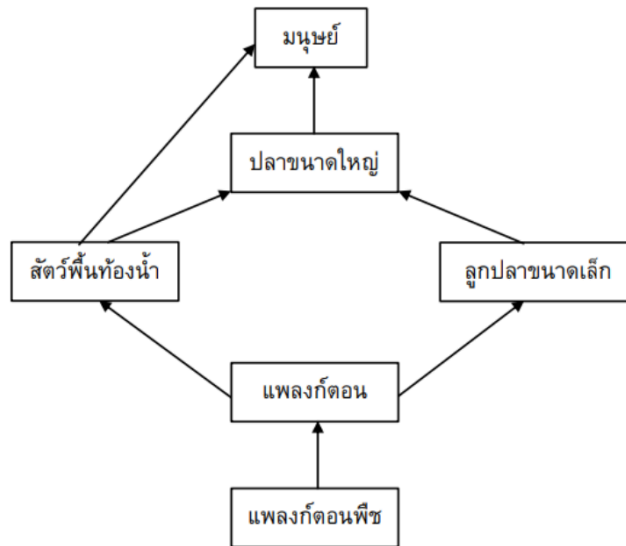 มนุษย์
ปลาขนาดใหญ่
สัตว์พื้นท้องน้ำ
ลูกปลาขนาดเล็ก
แพลงก์ตอน
แพลงก์ตอนพืช